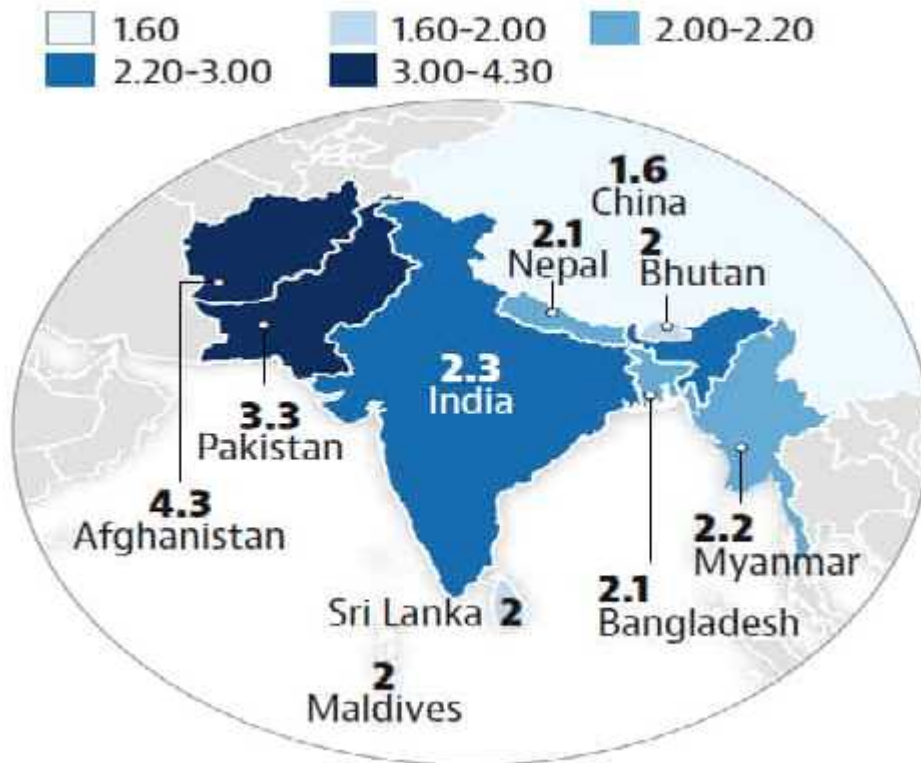 1.60 1.60-2.00 2.00-2.20
2.20-3.00 3.00-4.30
1.6
China
2.1
Nepal
2
Bhutan
2.3
India
3.3
Pakistan
4.3
Afghanistan
2.2
Myanmar
2.1
Bangladesh
Sri Lanka 2
2
Maldives